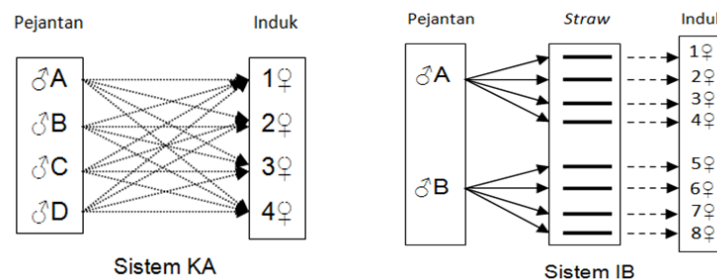 Pejantan Induk
♂A 1♀
♂B 2♀
♂C 3♀
♂D 4♀
Sistem KA
Pejantan Straw Induk
♂A
1♀
2♀
3♀
4♀
♂B
5♀
6♀
7♀
8♀
Sistem IB